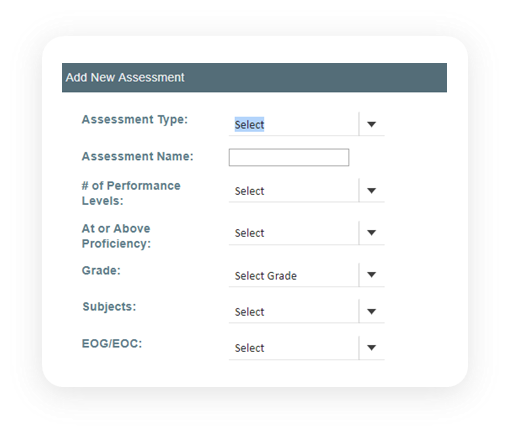 Add New Assessment
Assessment Type: Select
Assessment Name:
# of Performance
Levels: Select
At or Above
Proficiency: Select
Grade: Select Grade
Subjects: Select
EOG/EOC: Select